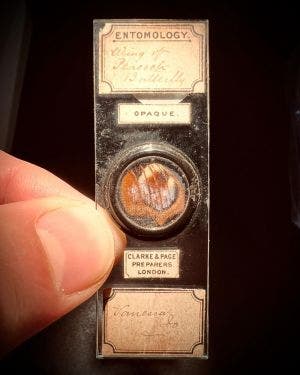 ENTOMOLOGY.
Wing of
Peacock
Butterfly
OPAQUE.
CLARKE & PAGE
PREPARERS
LONDON.
Vanessa
Io